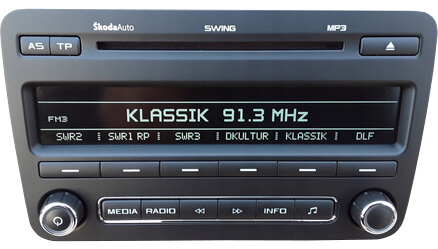 ŠkodaAuto SWING MP3
AS TP
KLASSIK 91.3 MHz
FM3
SWR2 SWR1 RP SWR3 DKULTUR KLASSIK DLF
MEDIA RADIO INFO